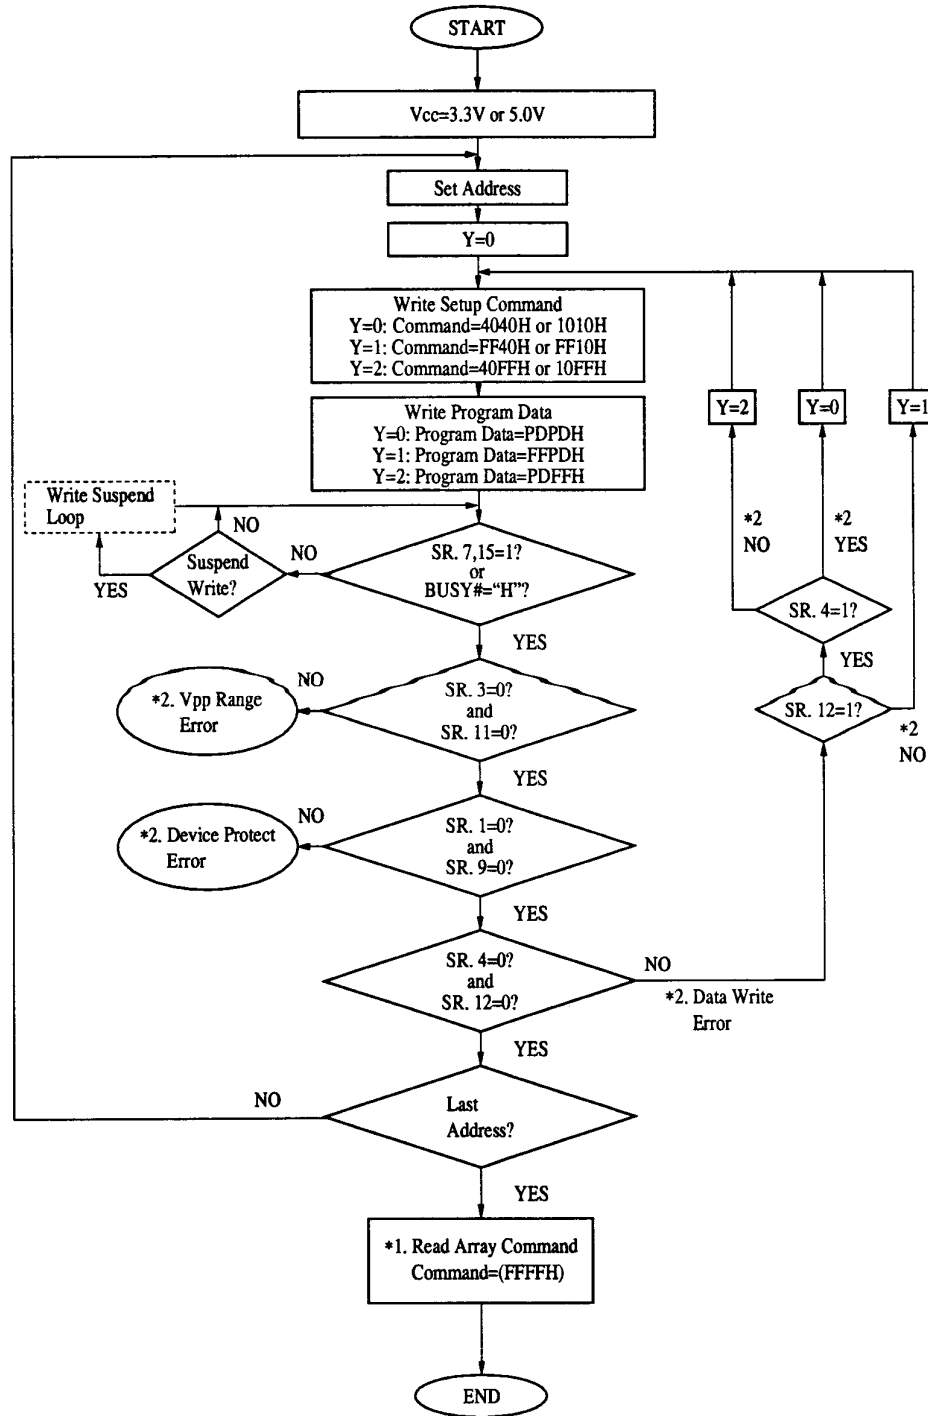 START
Vcc=3.3V or 5.0V
Set Address
Y=0
Write Setup Command
Y=0: Command=4040H or 1010H
Y=1: Command=FF40H or FF10H
Y=2: Command=40FFH or 10FFH
Y=2
Y=0
Y=1
Write Program Data
Y=0: Program Data=PDPDH
Y=1: Program Data=FFPDH
Y=2: Program Data=PDFFH
Write Suspend
Loop
NO
Suspend
Write?
YES
NO
SR. 7,15=1?
or
BUSY#="H"?
YES
*2
NO
*2
YES
SR. 4=1?
YES
SR. 12=1?
*2
NO
*2. Vpp Range
Error
NO
SR. 3=0?
and
SR. 11=0?
YES
*2. Device Protect
Error
NO
SR. 1=0?
and
SR. 9=0?
YES
SR. 4=0?
and
SR. 12=0?
NO
*2. Data Write
Error
YES
NO
Last
Address?
YES
*1. Read Array Command
Command=(FFFFH)
END